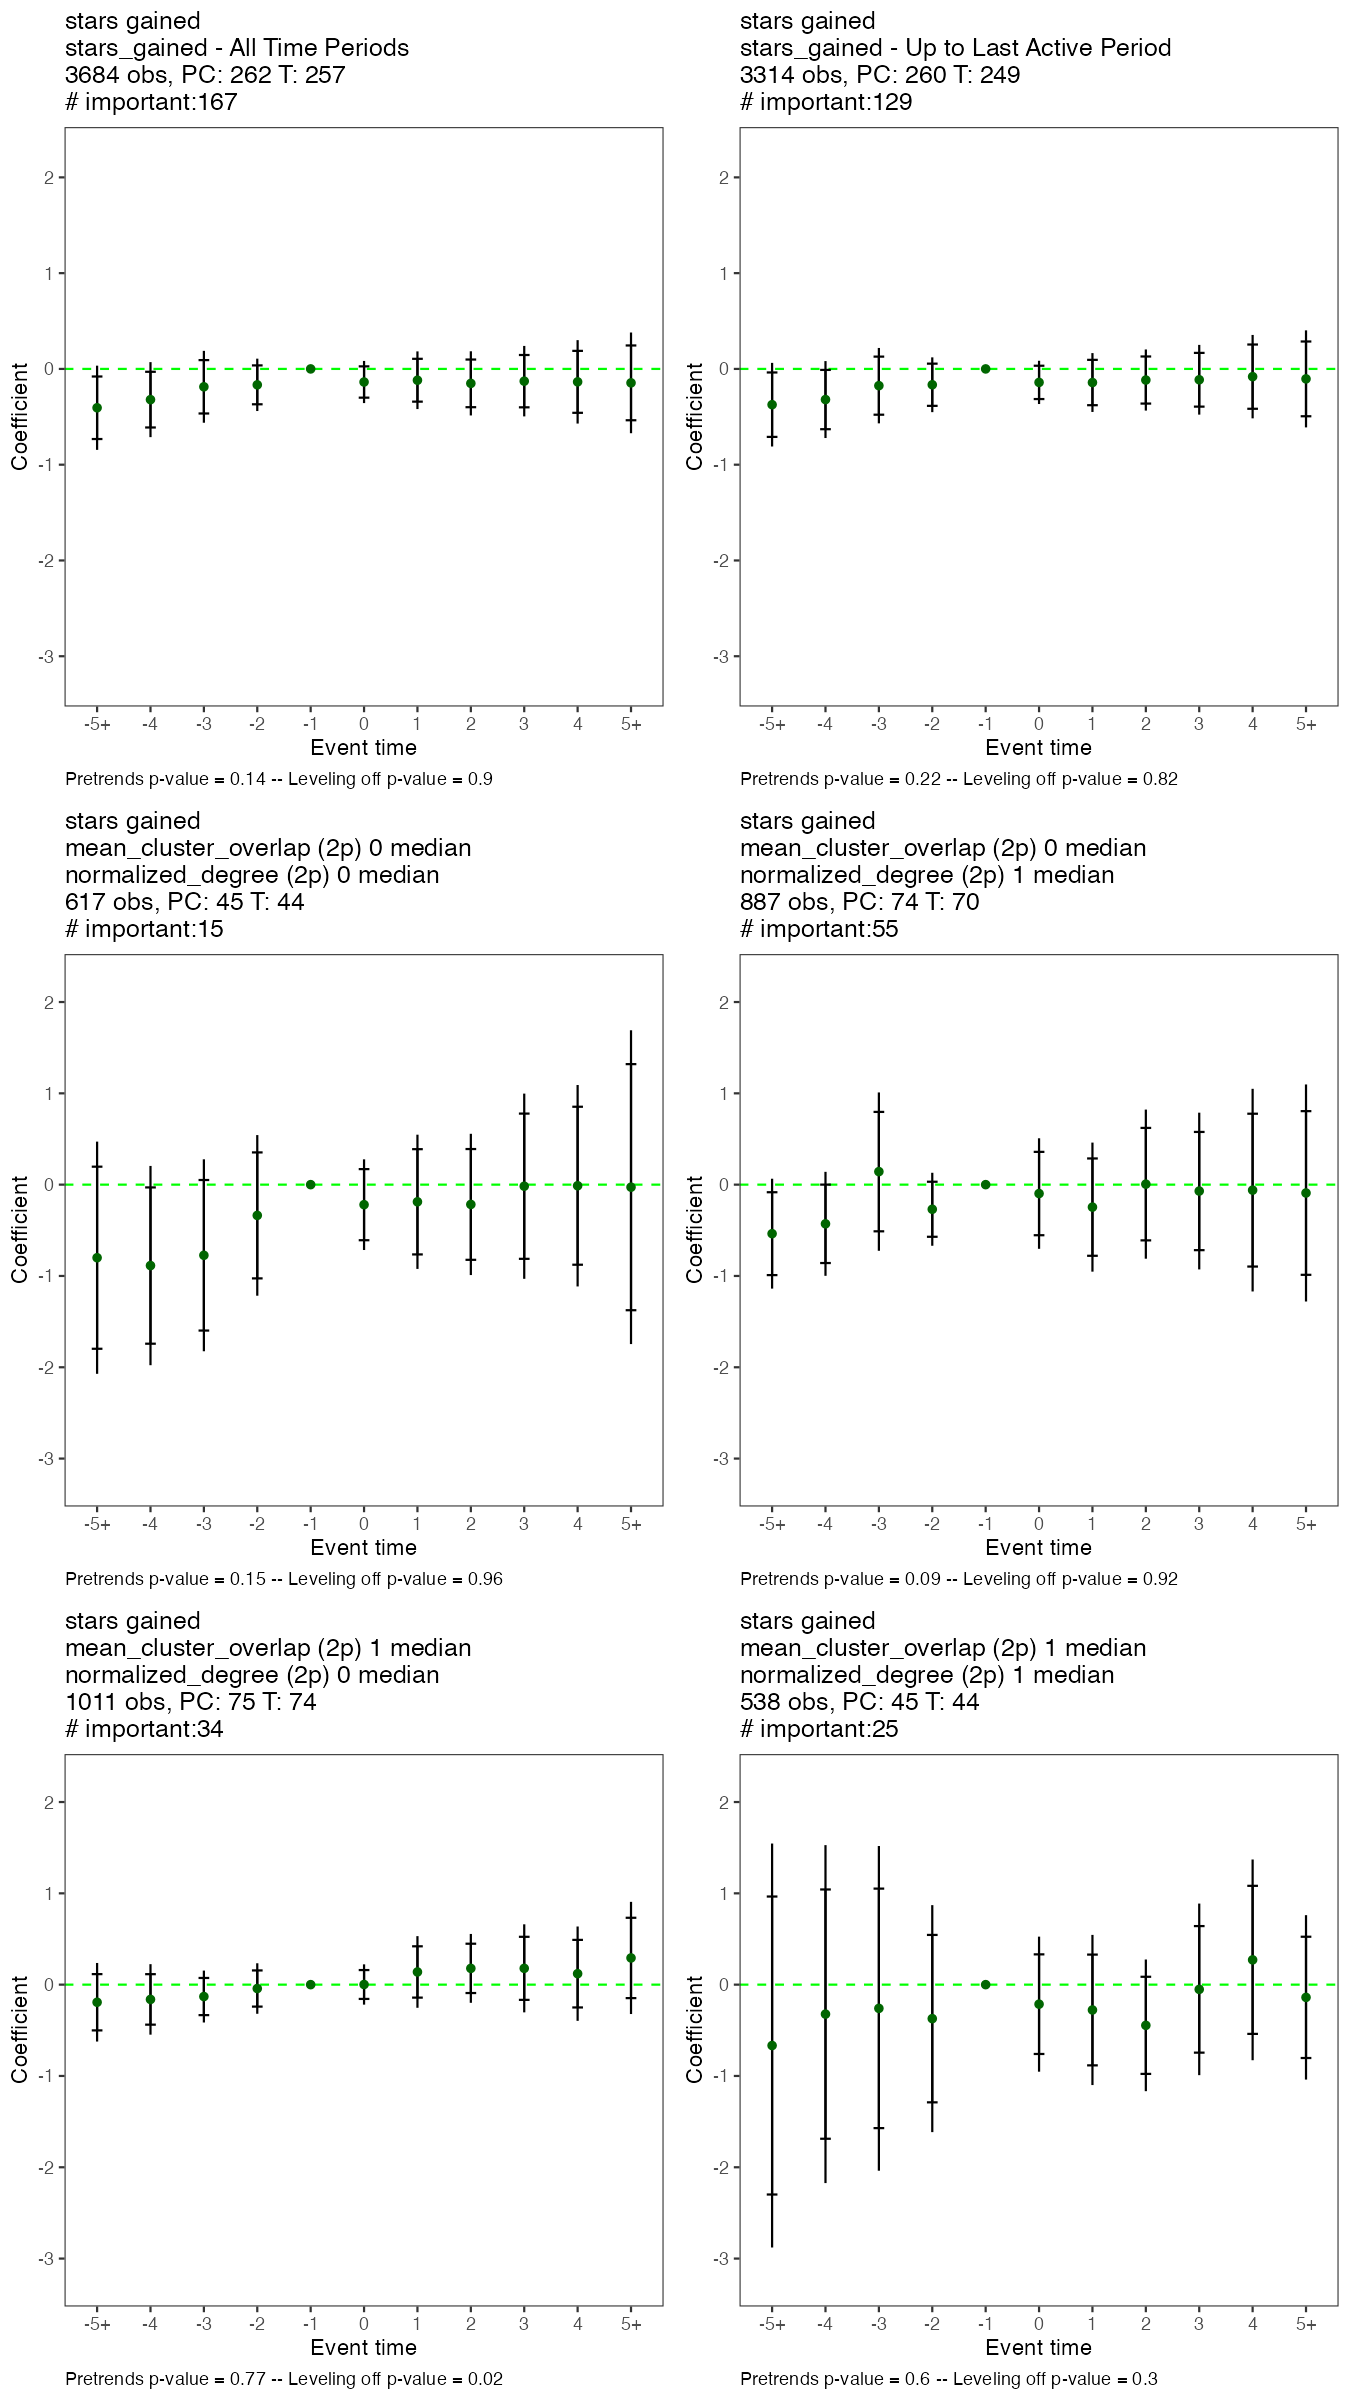 stars gained
stars_gained - All Time Periods
3684 obs, PC: 262 T: 257
# important:167
2
1
0
-1
-2
-3
Coefficient
-5+ -4 -3 -2 -1 0 1 2 3 4 5+
Event time
Pretrends p-value = 0.14 -- Leveling off p-value = 0.9
stars gained
stars_gained - Up to Last Active Period
3314 obs, PC: 260 T: 249
# important:129
2
1
0
-1
-2
-3
Coefficient
-5+ -4 -3 -2 -1 0 1 2 3 4 5+
Event time
Pretrends p-value = 0.22 -- Leveling off p-value = 0.82
stars gained
mean_cluster_overlap (2p) 0 median
normalized_degree (2p) 0 median
617 obs, PC: 45 T: 44
# important:15
2
1
0
-1
-2
-3
Coefficient
-5+ -4 -3 -2 -1 0 1 2 3 4 5+
Event time
Pretrends p-value = 0.15 -- Leveling off p-value = 0.96
stars gained
mean_cluster_overlap (2p) 0 median
normalized_degree (2p) 1 median
887 obs, PC: 74 T: 70
# important:55
2
1
0
-1
-2
-3
Coefficient
-5+ -4 -3 -2 -1 0 1 2 3 4 5+
Event time
Pretrends p-value = 0.09 -- Leveling off p-value = 0.92
stars gained
mean_cluster_overlap (2p) 1 median
normalized_degree (2p) 0 median
1011 obs, PC: 75 T: 74
# important:34
2
1
0
-1
-2
-3
Coefficient
-5+ -4 -3 -2 -1 0 1 2 3 4 5+
Event time
Pretrends p-value = 0.77 -- Leveling off p-value = 0.02
stars gained
mean_cluster_overlap (2p) 1 median
normalized_degree (2p) 1 median
538 obs, PC: 45 T: 44
# important:25
2
1
0
-1
-2
-3
Coefficient
-5+ -4 -3 -2 -1 0 1 2 3 4 5+
Event time
Pretrends p-value = 0.6 -- Leveling off p-value = 0.3